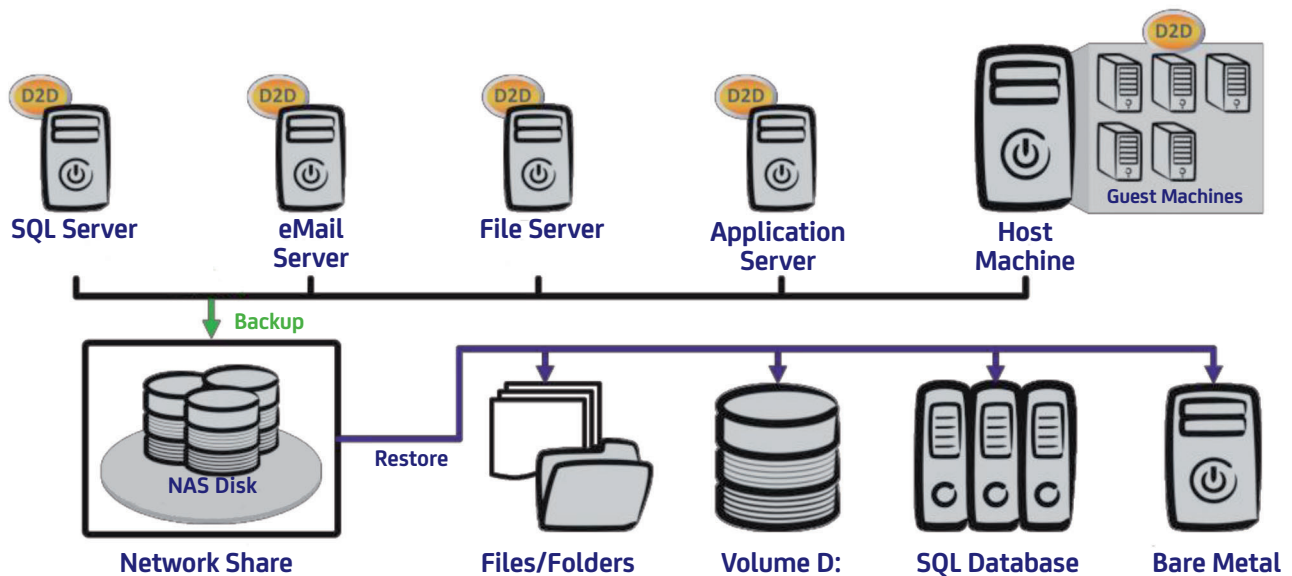 D2D
D2D
D2D
D2D
D2D
Guest Machines
SQL Server
eMail
Server
File Server
Application
Server
Host
Machine
Backup
NAS Disk
Restore
Network Share
Files/Folders
Volume D:
SQL Database
Bare Metal